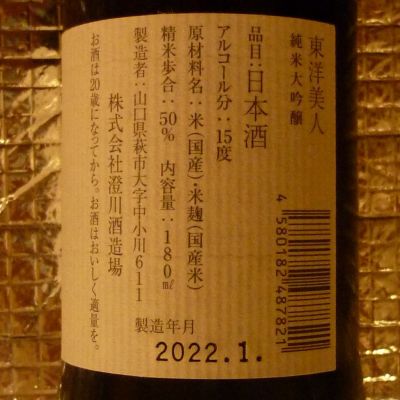 東洋美人
純米大吟醸
品目：日本酒
アルコール分：15度
原材料名：米（国産）・米麹（国産米）
精米歩合：50％　内容量：180㎖
製造者：山口県萩市大字中小川611
株式会社澄川酒造場
お酒は20歳になってから。お酒はおいしく適量を。
4 580182 487821
製造年月
2022.1.